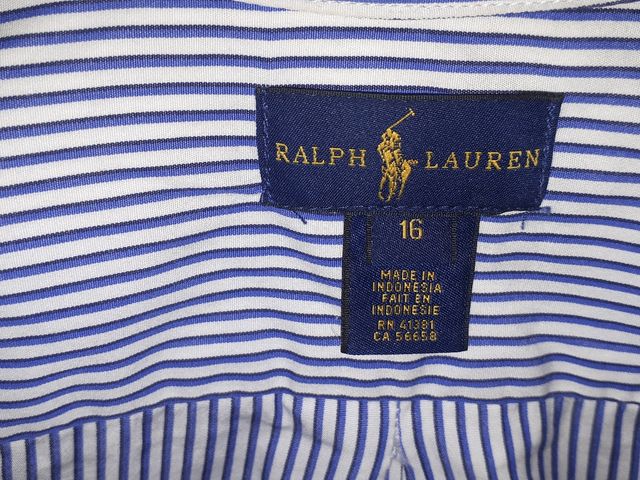 RALPH LAUREN
16
MADE IN
INDONESIA
FAIT EN
INDONESIE
RN 41381
CA 56658